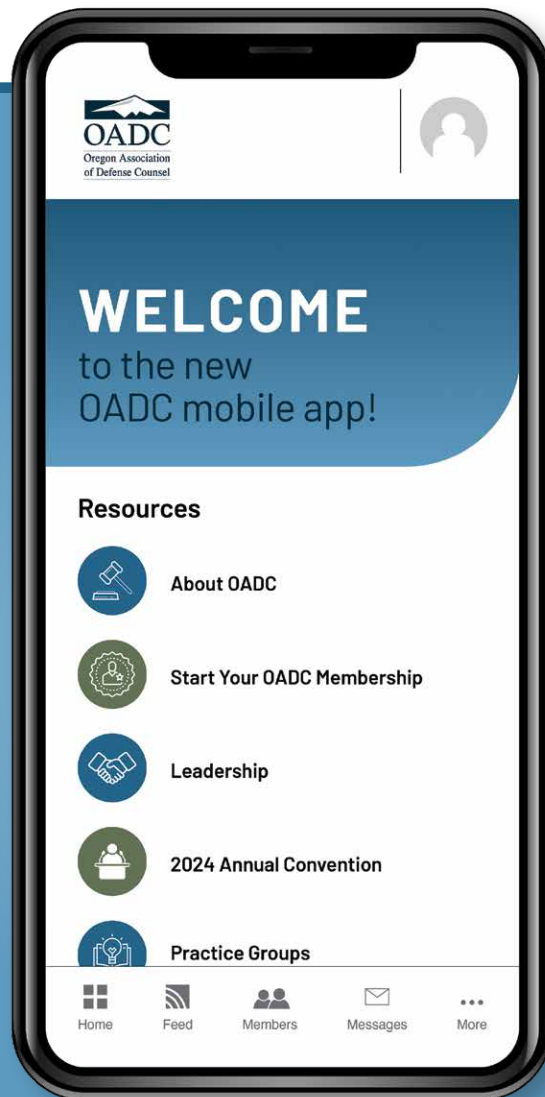 OADC
Oregon Association
of Defense Counsel
WELCOME
to the new
OADC mobile app!
Resources
About OADC
Start Your OADC Membership
Leadership
2024 Annual Convention
Practice Groups
Home
Feed
Members
Messages
More